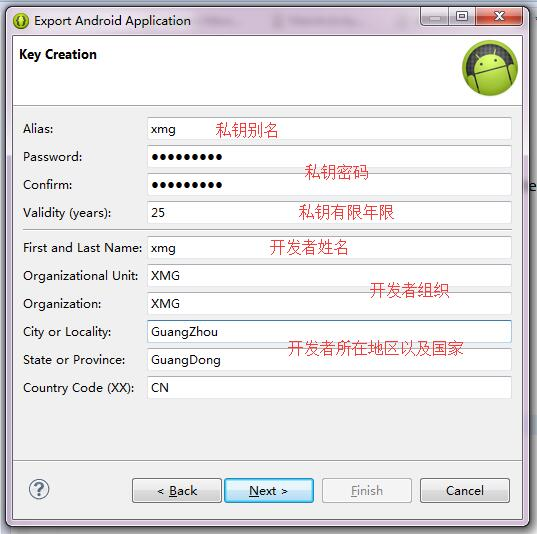 Export Android Application
Key Creation
Alias: xmg 私钥别名
Password: ●●●●●●●●●
私钥密码
Confirm: ●●●●●●●●●
Validity (years): 25 私钥有限年限
First and Last Name: xmg 开发者姓名
Organizational Unit: XMG
开发者组织
Organization: XMG
City or Locality: GuangZhou
开发者所在地区以及国家
State or Province: GuangDong
Country Code (XX): CN
? < Back Next > Finish Cancel